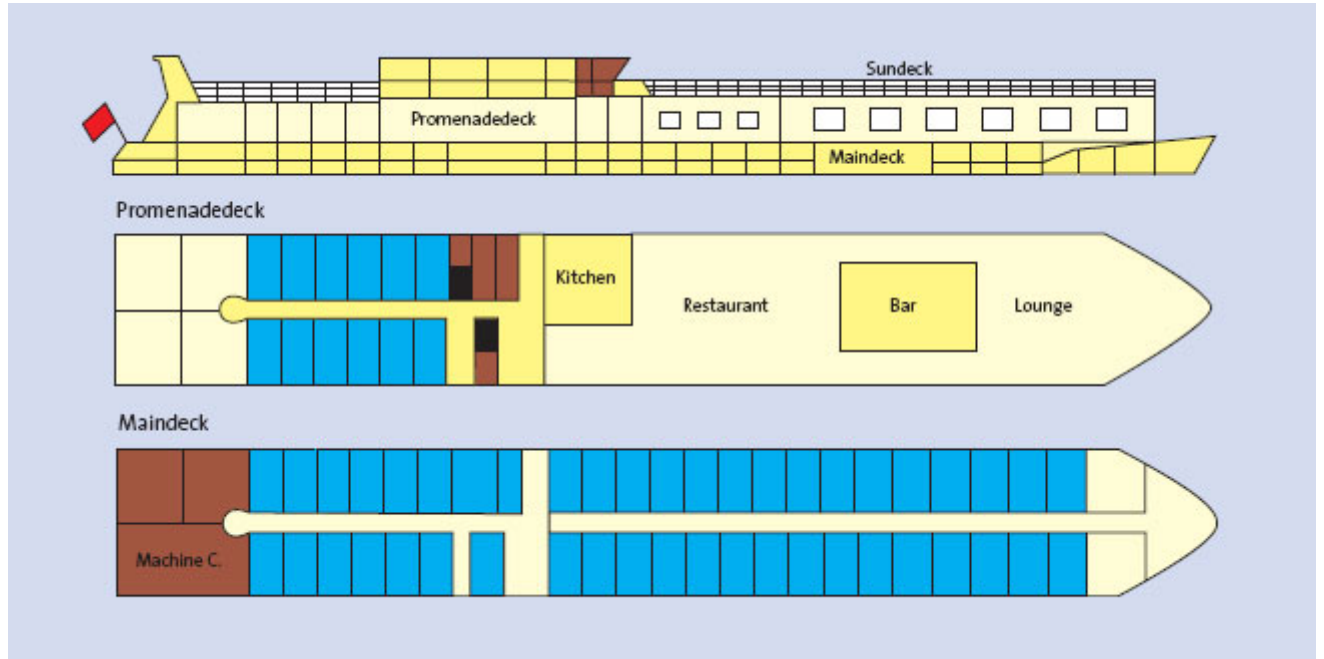 Sundeck
Promenadedeck
Maindeck
Promenadedeck
Kitchen
Restaurant
Bar
Lounge
Maindeck
Machine C.